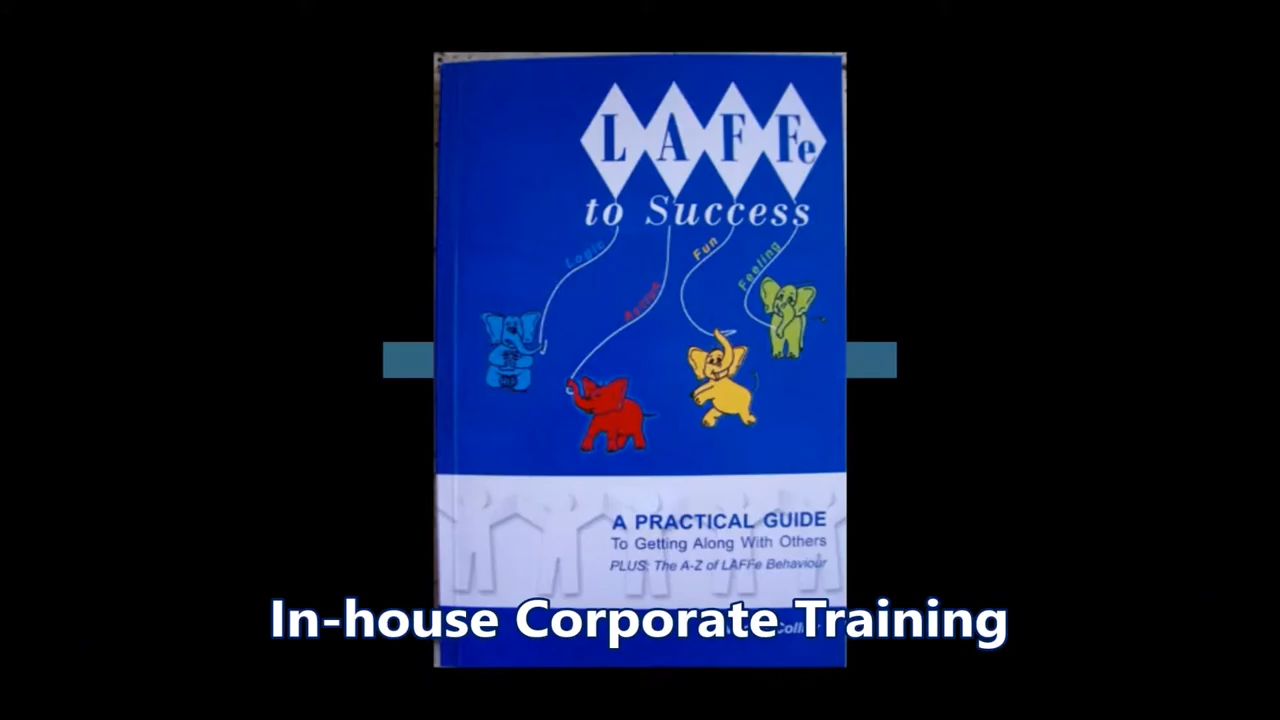 LAFFe
to Success
Logic
Action
Fun
Feeling
A PRACTICAL GUIDE
To Getting Along With Others
PLUS: The A-Z of LAFFe Behaviour
In-house Corporate Training